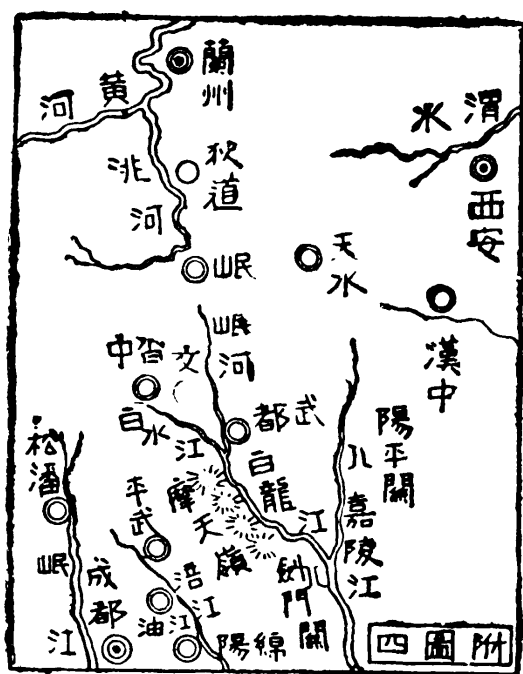 蘭州
黄河
渭水
洮河
狄道
西安
岷
天水
岷河
漢中
沓中
文
武都
白水江
陽平關
松潘
白龍江
平武
摩天嶺
嘉陵江
岷江
成都
涪江
江油
綿陽
門關
附圖四